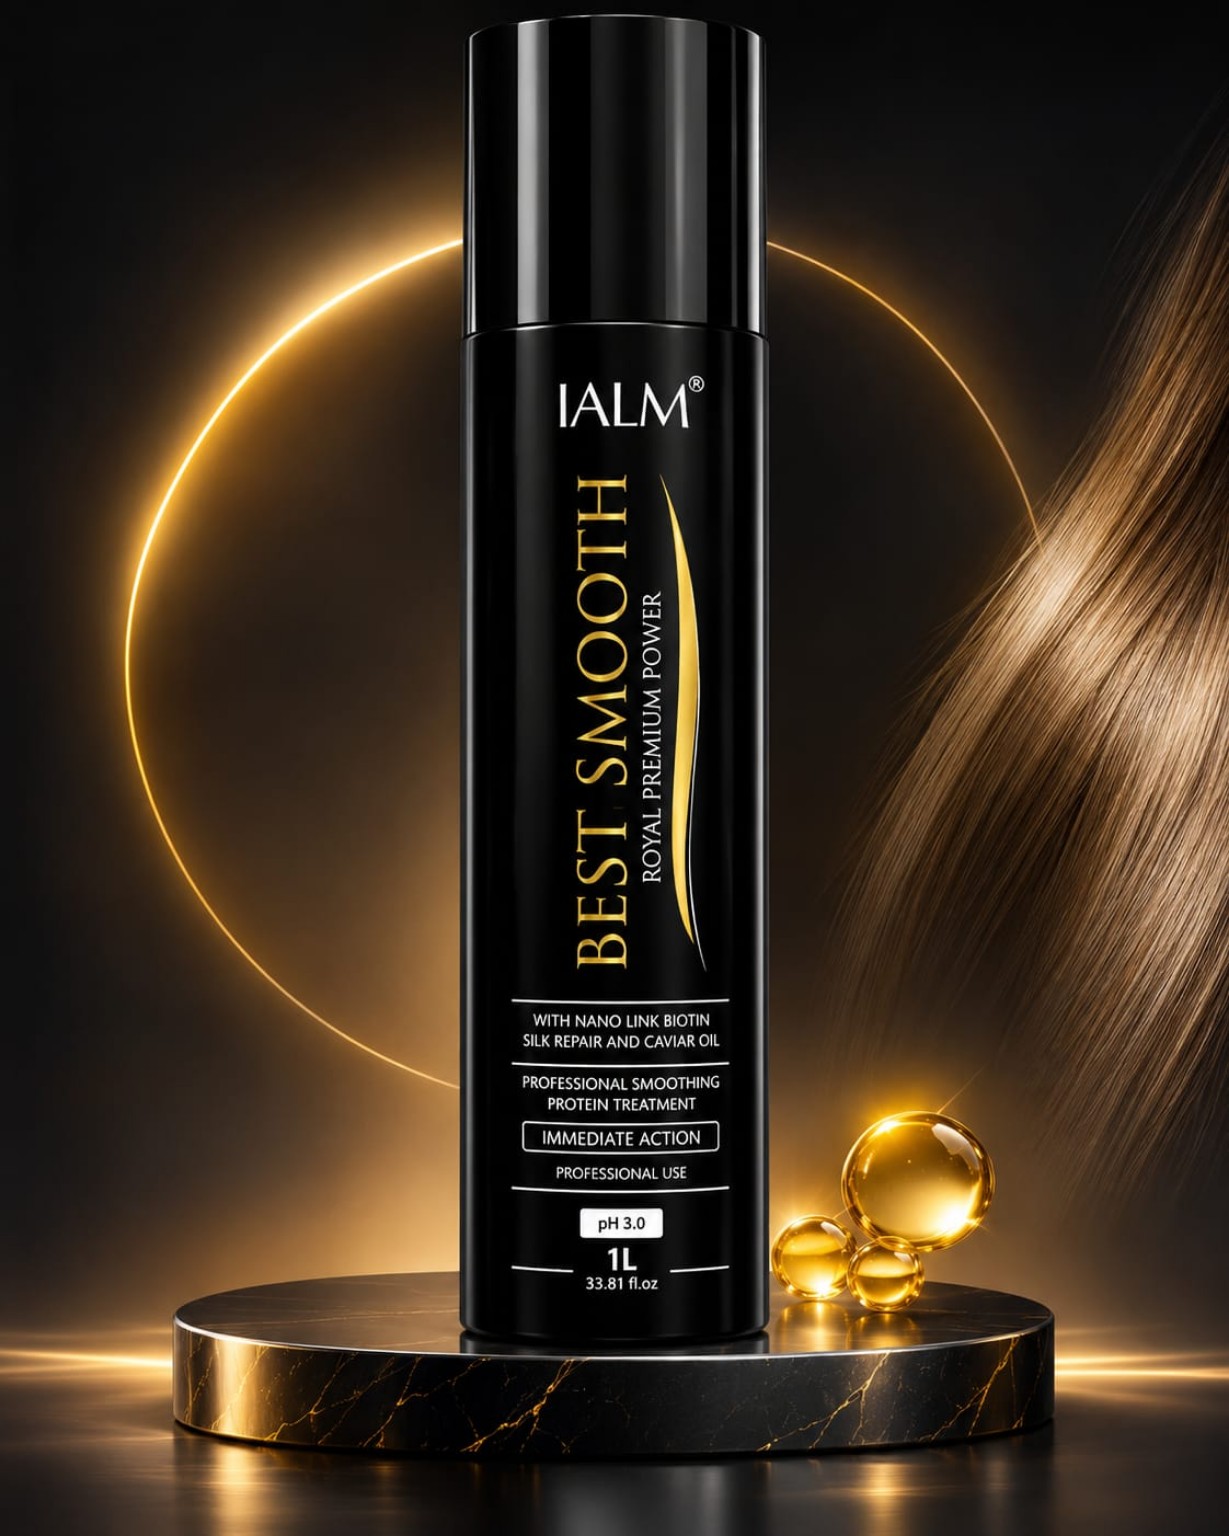 IALM®
BEST SMOOTH
ROYAL PREMIUM POWER
WITH NANO LINK BIOTIN
SILK REPAIR AND CAVIAR OIL
PROFESSIONAL SMOOTHING
PROTEIN TREATMENT
IMMEDIATE ACTION
PROFESSIONAL USE
pH 3.0
1L
33.81 fl.oz